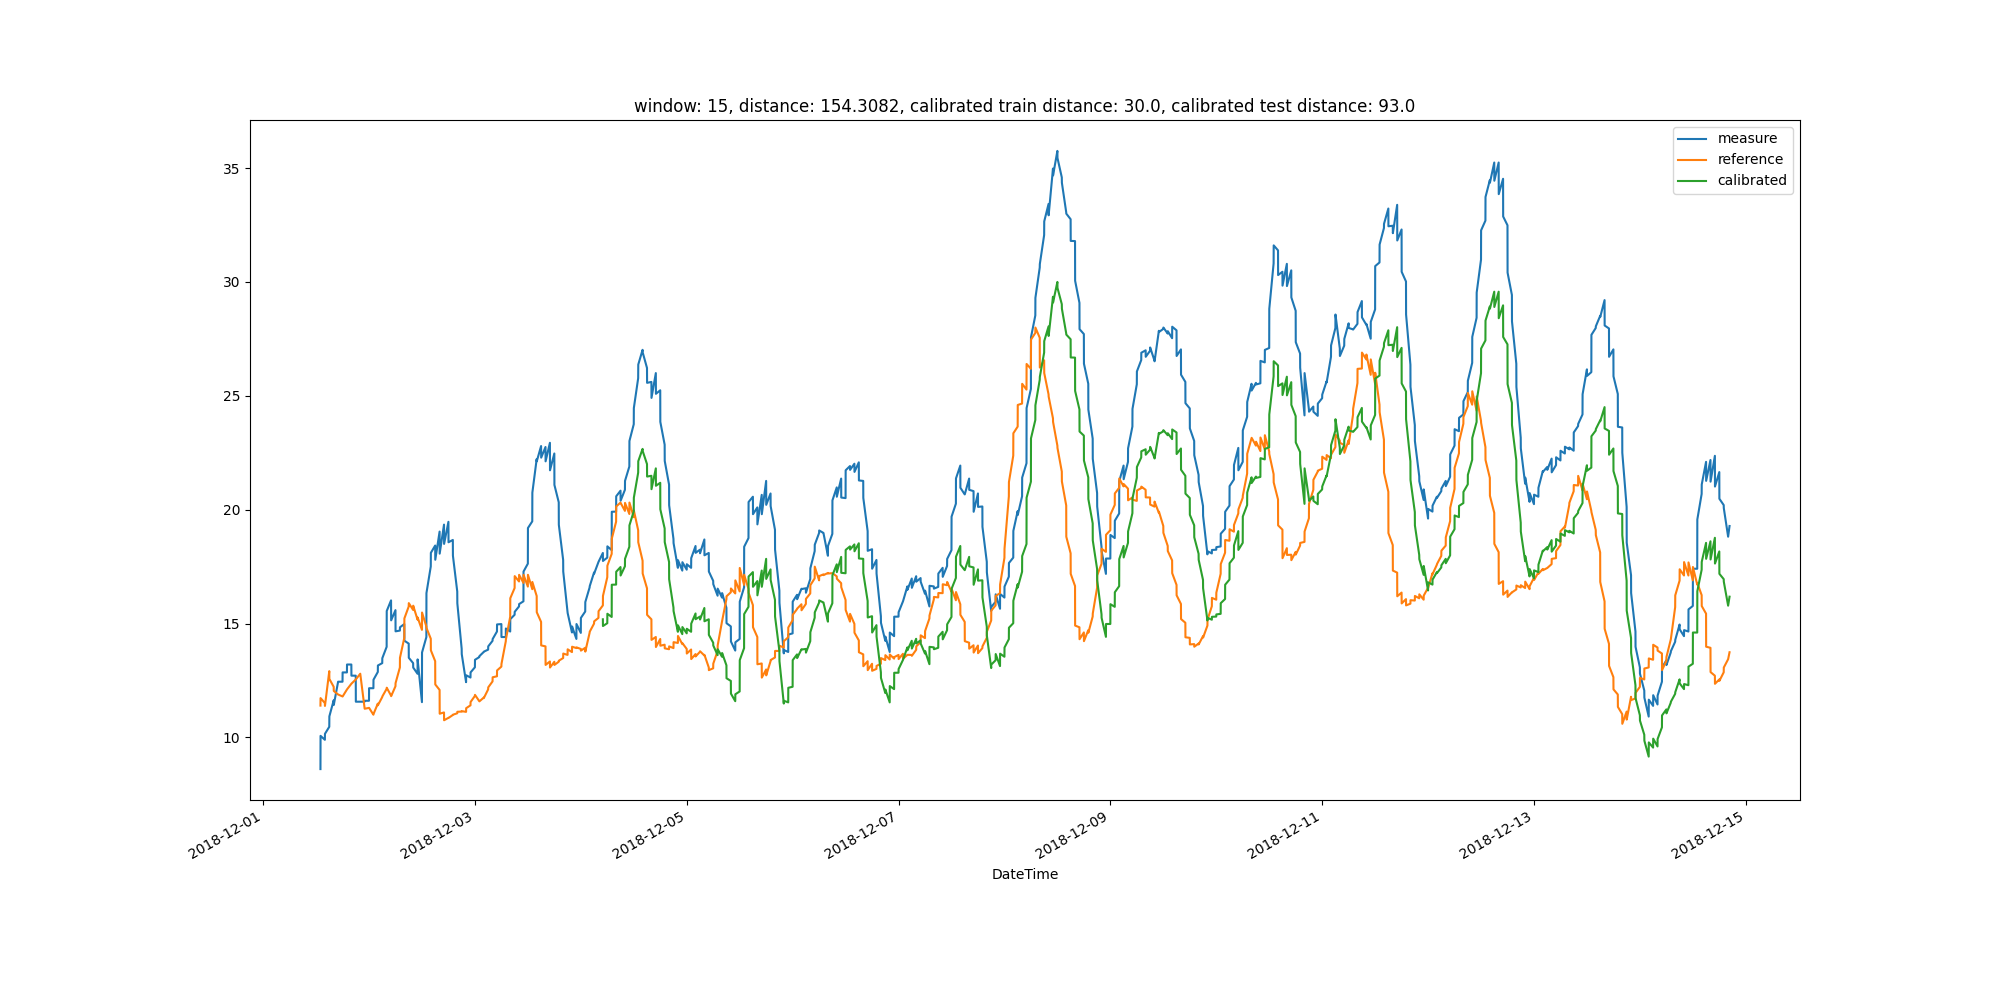 window: 15, distance: 154.3082, calibrated train distance: 30.0, calibrated test distance: 93.0
measure
reference
calibrated
35
30
25
20
15
10
2018-12-01
2018-12-03
2018-12-05
2018-12-07
2018-12-09
2018-12-11
2018-12-13
2018-12-15
DateTime